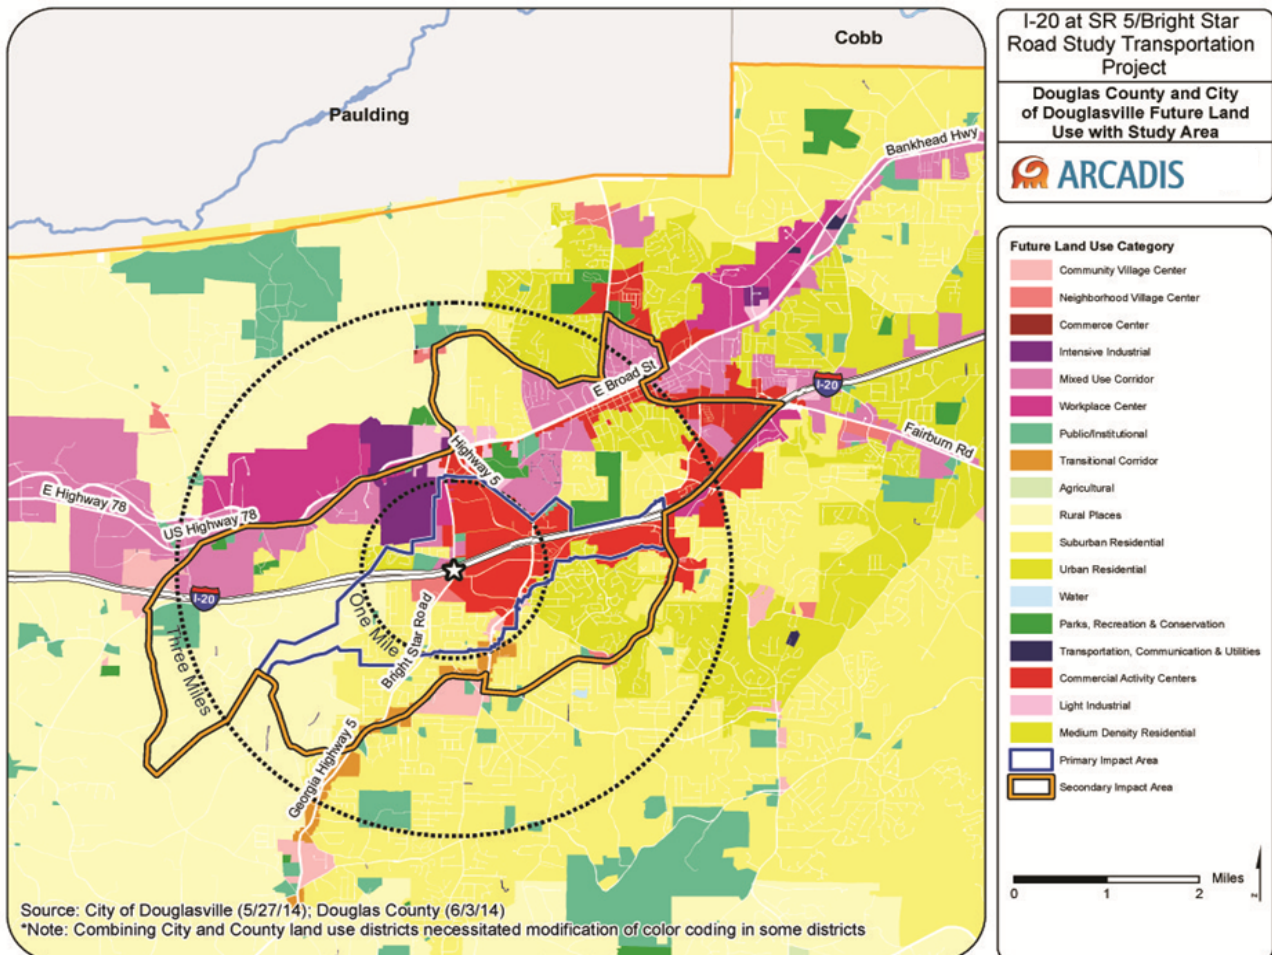 I-20 at SR 5/Bright Star
Road Study Transportation
Project
Douglas County and City
of Douglasville Future Land
Use with Study Area
ARCADIS
Cobb
Paulding
Bankhead Hwy
E Broad St
I-20
Fairburn Rd
Highway 5
E Highway 78
US Highway 78
I-20
One Mile
Bright Star Road
Three Miles
Georgia Highway 5
Source: City of Douglasville (5/27/14); Douglas County (6/3/14)
*Note: Combining City and County land use districts necessitated modification of color coding in some districts
Future Land Use Category
Community Village Center
Neighborhood Village Center
Commerce Center
Intensive Industrial
Mixed Use Corridor
Workplace Center
Public/Institutional
Transitional Corridor
Agricultural
Rural Places
Suburban Residential
Urban Residential
Water
Parks, Recreation & Conservation
Transportation, Communication & Utilities
Commercial Activity Centers
Light Industrial
Medium Density Residential
Primary Impact Area
Secondary Impact Area
Miles
0 1 2
N